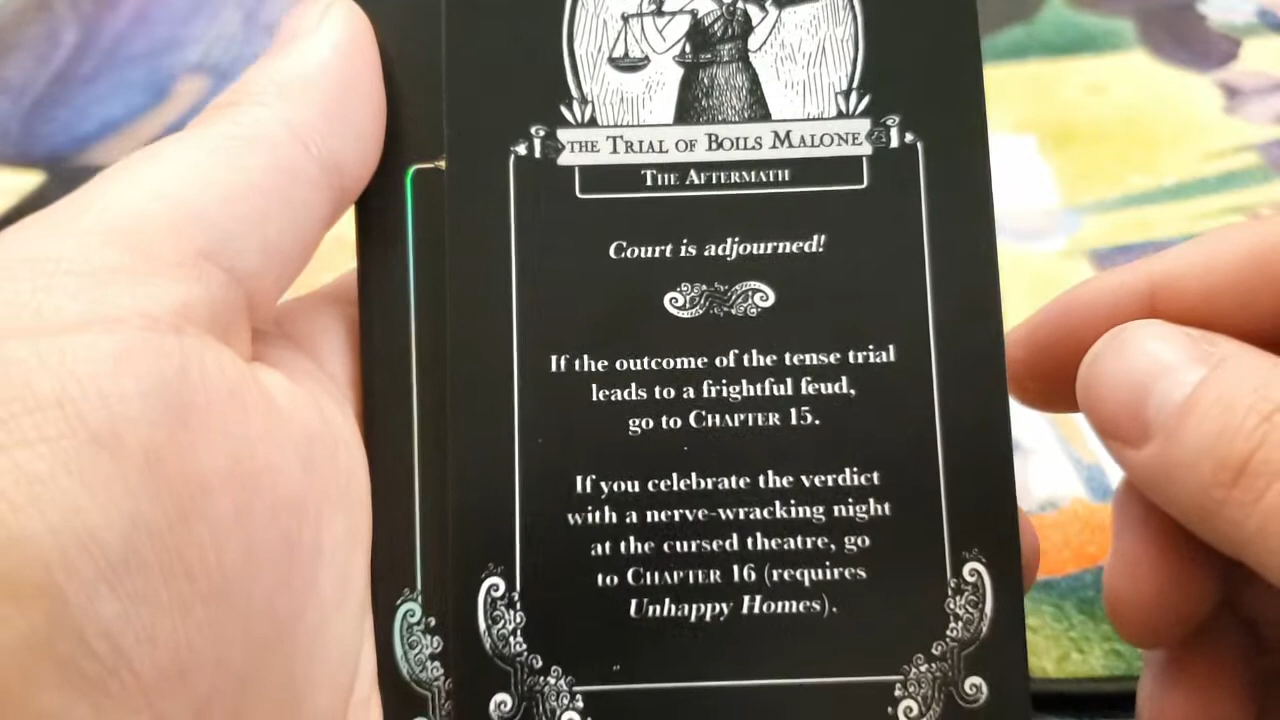 THE TRIAL OF BOILS MALONE
THE AFTERMATH
Court is adjourned!
If the outcome of the tense trial
leads to a frightful feud,
go to CHAPTER 15.
If you celebrate the verdict
with a nerve-wracking night
at the cursed theatre, go
to CHAPTER 16 (requires
Unhappy Homes).